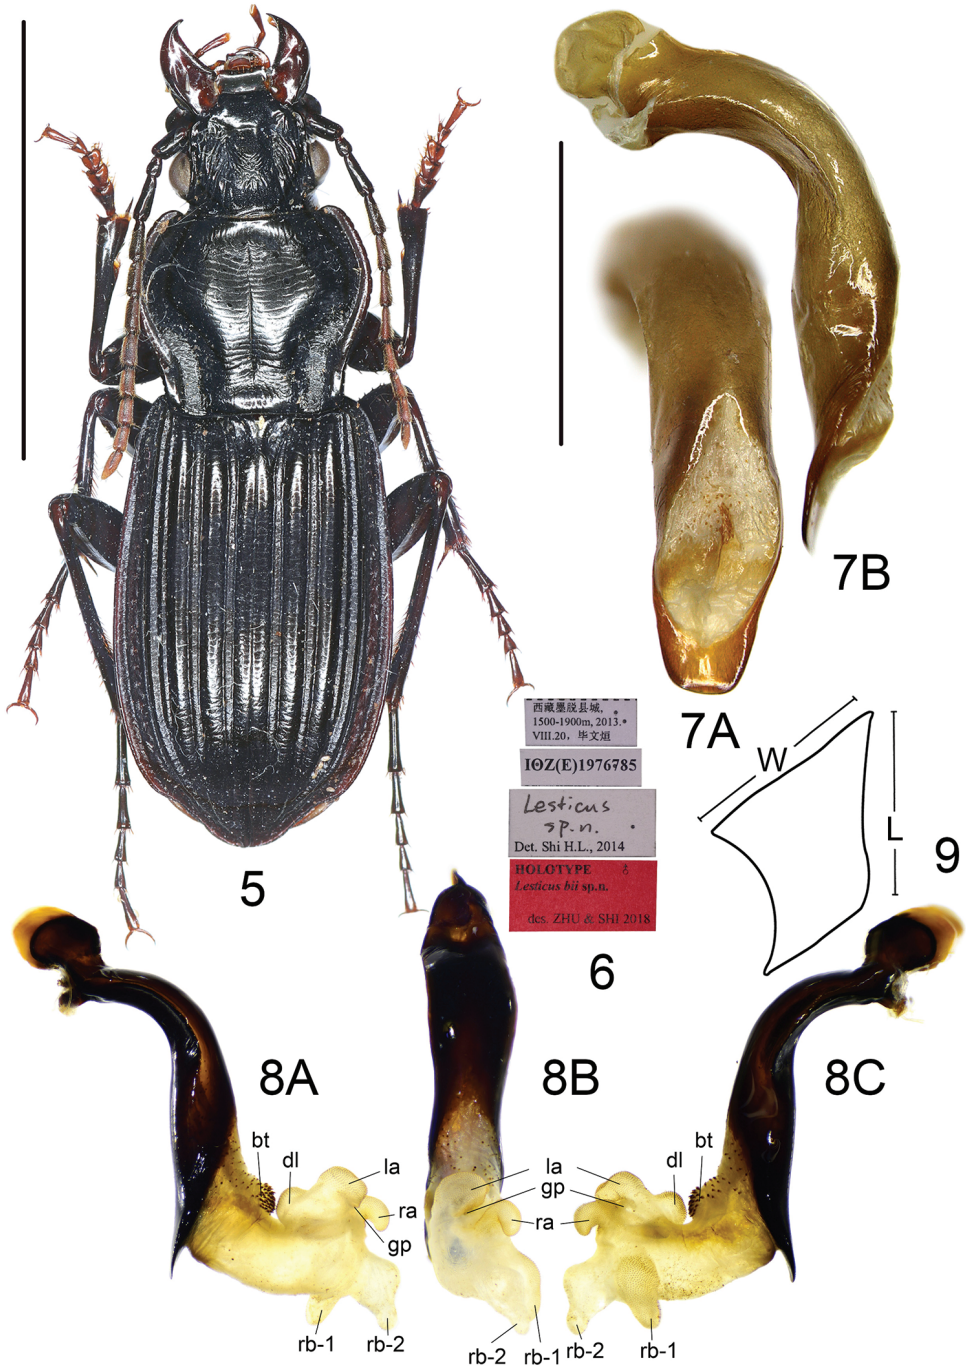 5
7B
7A
西藏墨脱县城,
1500-1900m, 2013.
VIII.20, 毕文烜
IOZ(E)1976785
Lesticus
sp.n.
Det. Shi H.L., 2014
HOLOTYPE ♂
Lesticus bii sp.n.
des. ZHU & SHI 2018
6
W
L
9
8A
8B
8C
bt
dl
la
ra
gp
rb-1
rb-2
la
gp
ra
rb-2
rb-1
dl
bt
rb-2
rb-1